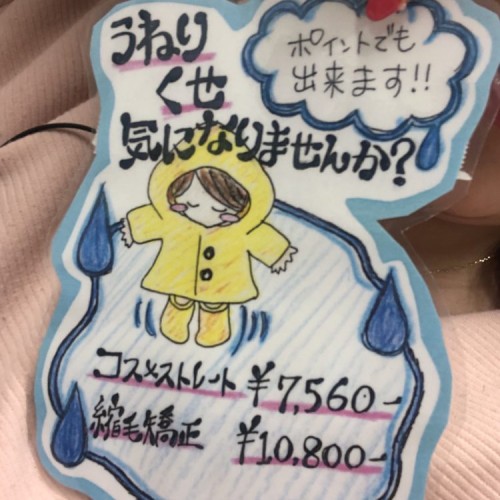 うねり
くせ
気になりませんか?
ポイントでも
出来ます!!
コスメストレート ¥7,560-
縮毛矯正 ¥10,800-